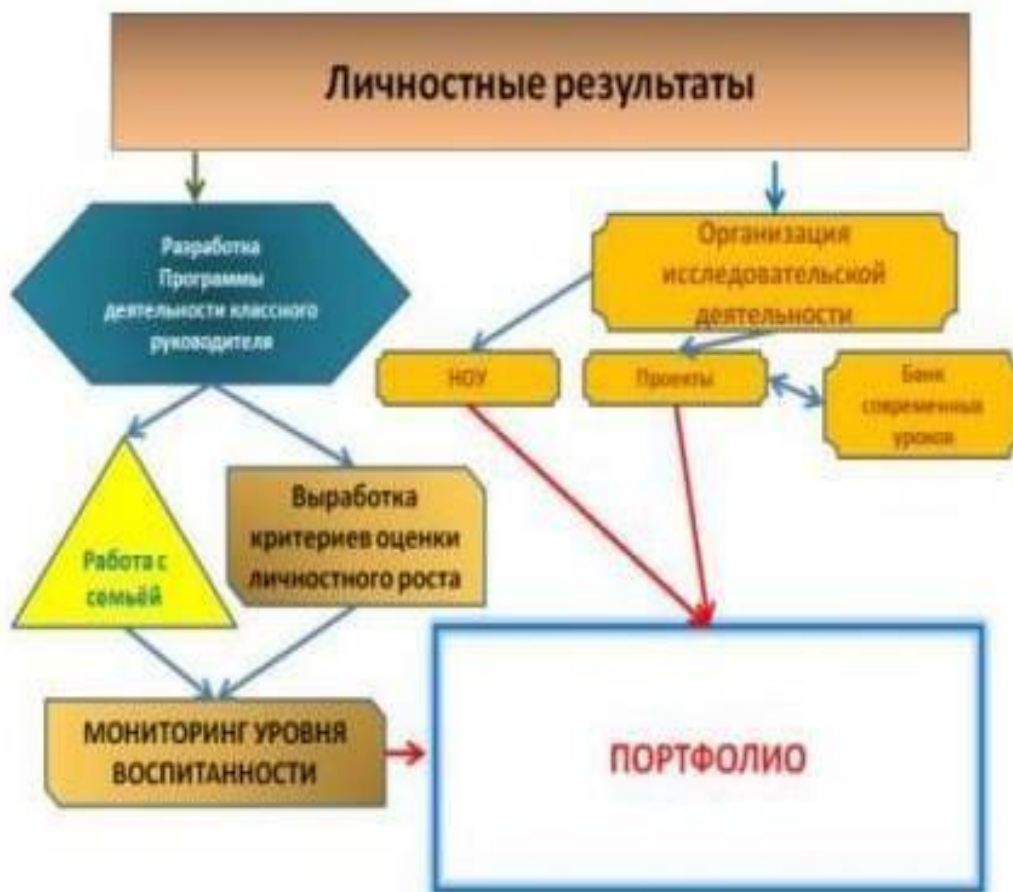 Личностные результаты
Разработка
Программы
деятельности классного
руководителя
Организация
исследовательской
деятельности
НОУ
Проекты
Банк
современных
уроков
Работа с
семьёй
Выработка
критериев оценки
личностного роста
МОНИТОРИНГ УРОВНЯ
ВОСПИТАННОСТИ
ПОРТФОЛИО